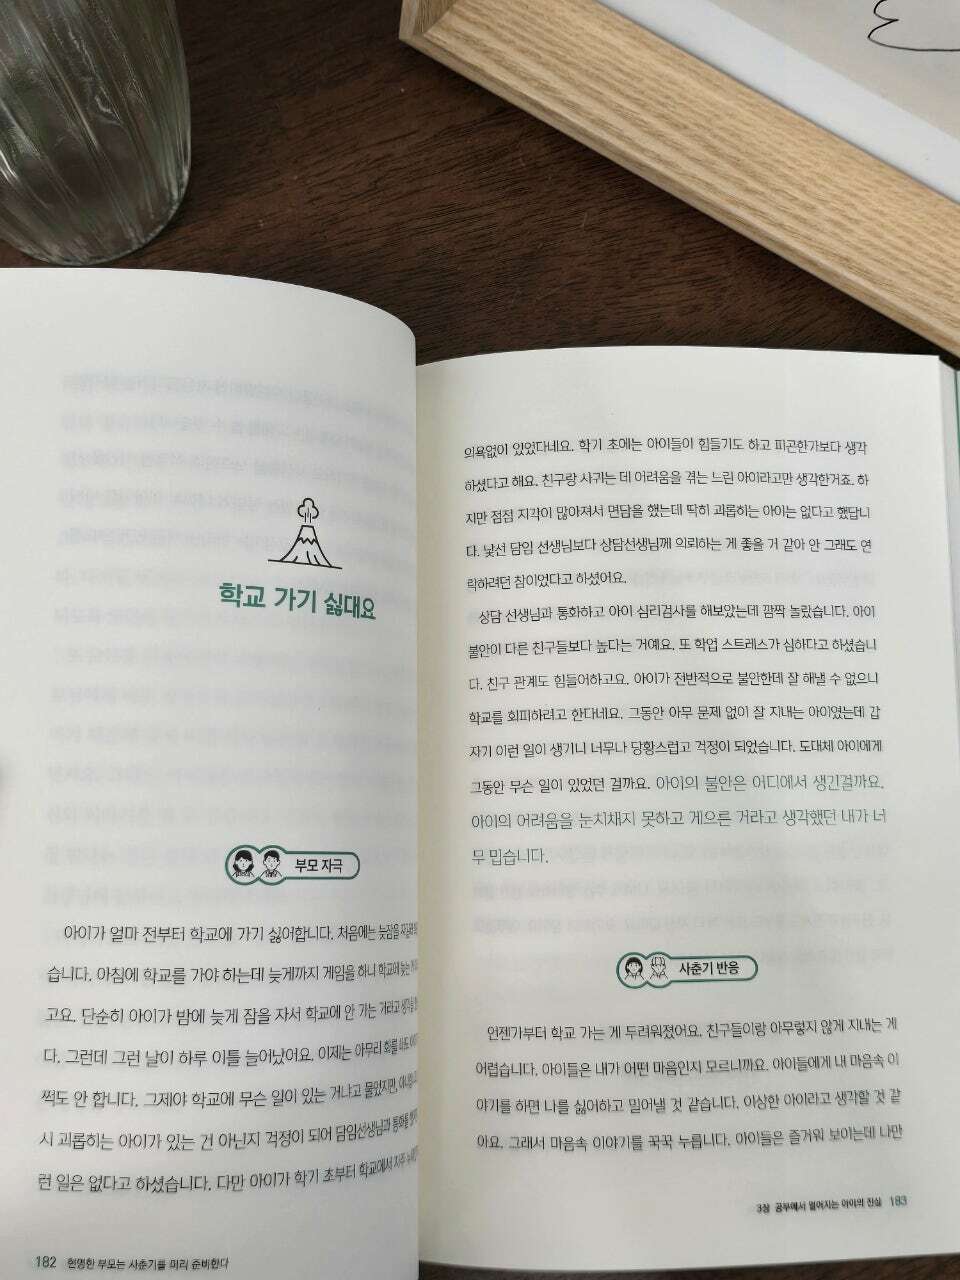 학교 가기 싫대요
부모 자극
아이가 얼마 전부터 학교에 가기 싫어합니다. 처음에는 늦잠을
습니다. 아침에 학교를 가야 하는데 늦게까지 게임을 하니 학교에 늦는
고요. 단순히 아이가 밤에 늦게 잠을 자서 학교에 안 가는 거라고 생각을
다. 그런데 그런 날이 하루 이틀 늘어났어요. 이제는 아무리 화를 내도
쩍도 안 합니다. 그제야 학교에 무슨 일이 있는 거냐고 물었지만,
시 괴롭히는 아이가 있는 건 아닌지 걱정이 되어 담임선생님과 통화를
런 일은 없다고 하셨습니다. 다만 아이가 학기 초부터 학교에서 자주
182 현명한 부모는 사춘기를 미리 준비한다
의욕없이 있었다네요. 학기 초에는 아이들이 힘들기도 하고 피곤한가보다 생각
하셨다고 해요. 친구랑 사귀는 데 어려움을 겪는 느린 아이라고만 생각한거죠. 하
지만 점점 지각이 많아져서 면담을 했는데 딱히 괴롭히는 아이는 없다고 했답니
다. 낯선 담임 선생님보다 상담선생님께 의뢰하는 게 좋을 거 같아 안 그래도 연
락하려던 참이었다고 하셨어요.
상담 선생님과 통화하고 아이 심리검사를 해보았는데 깜짝 놀랐습니다. 아이
불안이 다른 친구들보다 높다는 거예요. 또 학업 스트레스가 심하다고 하셨습니
다. 친구 관계도 힘들어하고요. 아이가 전반적으로 불안한데 잘 해낼 수 없으니
학교를 회피하려고 한다네요. 그동안 아무 문제 없이 잘 지내는 아이였는데 갑
자기 이런 일이 생기니 너무나 당황스럽고 걱정이 되었습니다. 도대체 아이에게
그동안 무슨 일이 있었던 걸까요. 아이의 불안은 어디에서 생긴걸까요.
아이의 어려움을 눈치채지 못하고 게으른 거라고 생각했던 내가 너
무 밉습니다.
사춘기 반응
언젠가부터 학교 가는 게 두려워졌어요. 친구들이랑 아무렇지 않게 지내는 게
어렵습니다. 아이들은 내가 어떤 마음인지 모르니까요. 아이들에게 내 마음속 이
야기를 하면 나를 싫어하고 밀어낼 것 같습니다. 이상한 아이라고 생각할 것 같
아요. 그래서 마음속 이야기를 꾹꾹 누릅니다. 아이들은 즐거워 보이는데 나만
3장 공부에서 멀어지는 아이의 진실 183